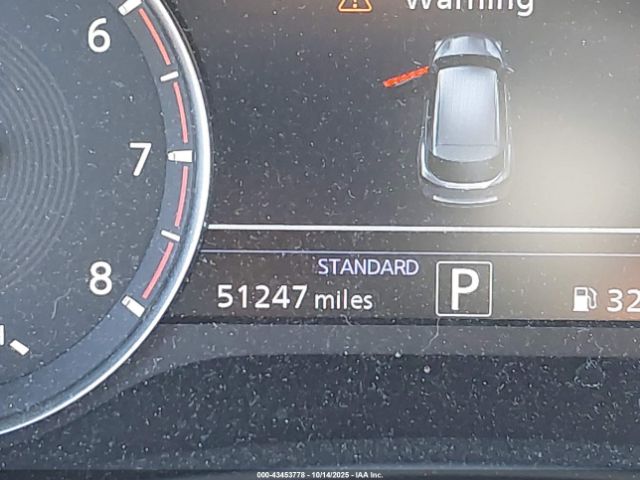 Warning
6
7
8
STANDARD
51247 miles
P
32
000-43453778 - 10/14/2025 - IAA Inc.